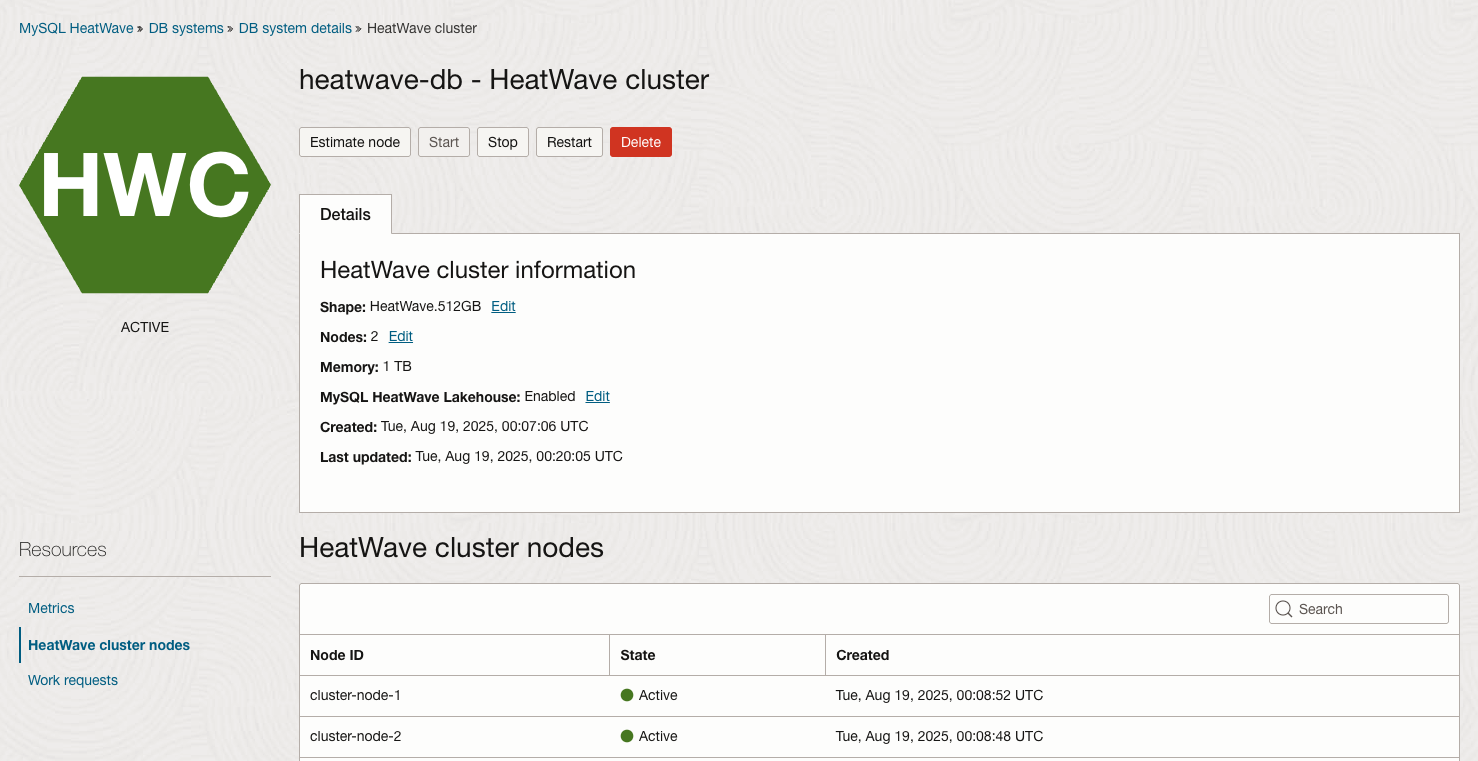 MySQL HeatWave » DB systems » DB system details » HeatWave cluster
HWC
ACTIVE
heatwave-db - HeatWave cluster
Estimate node Start Stop Restart Delete
Details
HeatWave cluster information
Shape: HeatWave.512GB Edit
Nodes: 2 Edit
Memory: 1 TB
MySQL HeatWave Lakehouse: Enabled Edit
Created: Tue, Aug 19, 2025, 00:07:06 UTC
Last updated: Tue, Aug 19, 2025, 00:20:05 UTC
Resources
Metrics
HeatWave cluster nodes
Work requests
HeatWave cluster nodes
Search
Node ID State Created
cluster-node-1 Active Tue, Aug 19, 2025, 00:08:52 UTC
cluster-node-2 Active Tue, Aug 19, 2025, 00:08:48 UTC